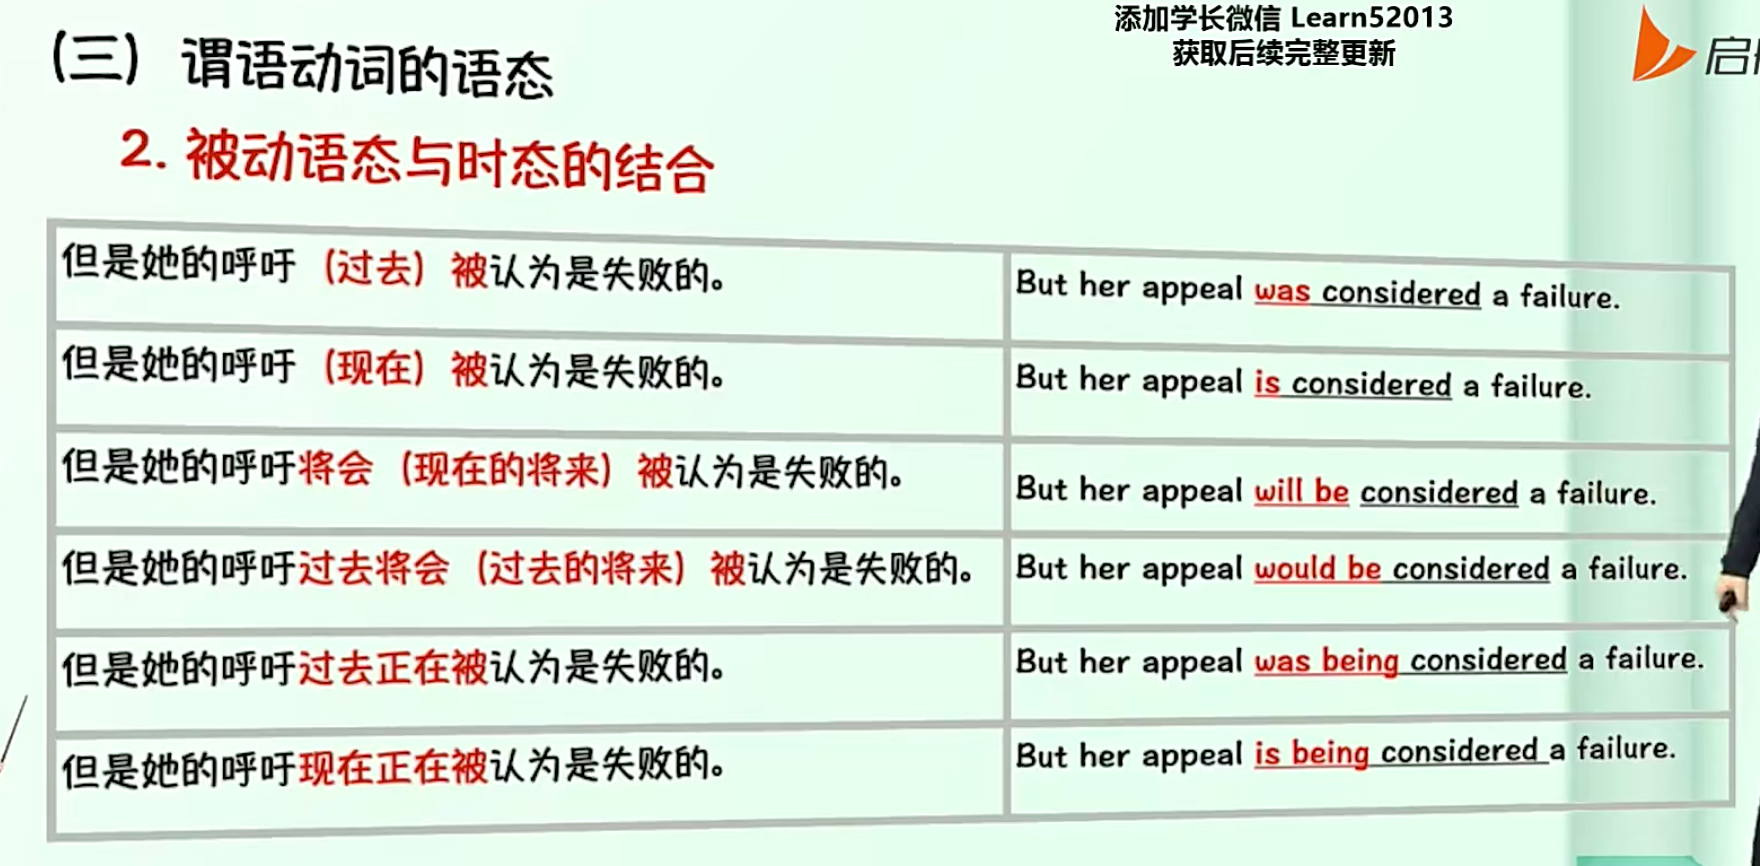 添加学长微信 Learn52013
获取后续完整更新
(三) 谓语动词的语态
2. 被动语态与时态的结合
但是她的呼吁（过去）被认为是失败的。
But her appeal was considered a failure.
但是她的呼吁（现在）被认为是失败的。
But her appeal is considered a failure.
但是她的呼吁将会（现在的将来）被认为是失败的。
But her appeal will be considered a failure.
但是她的呼吁过去将会（过去的将来）被认为是失败的。
But her appeal would be considered a failure.
但是她的呼吁过去正在被认为是失败的。
But her appeal was being considered a failure.
但是她的呼吁现在正在被认为是失败的。
But her appeal is being considered a failure.